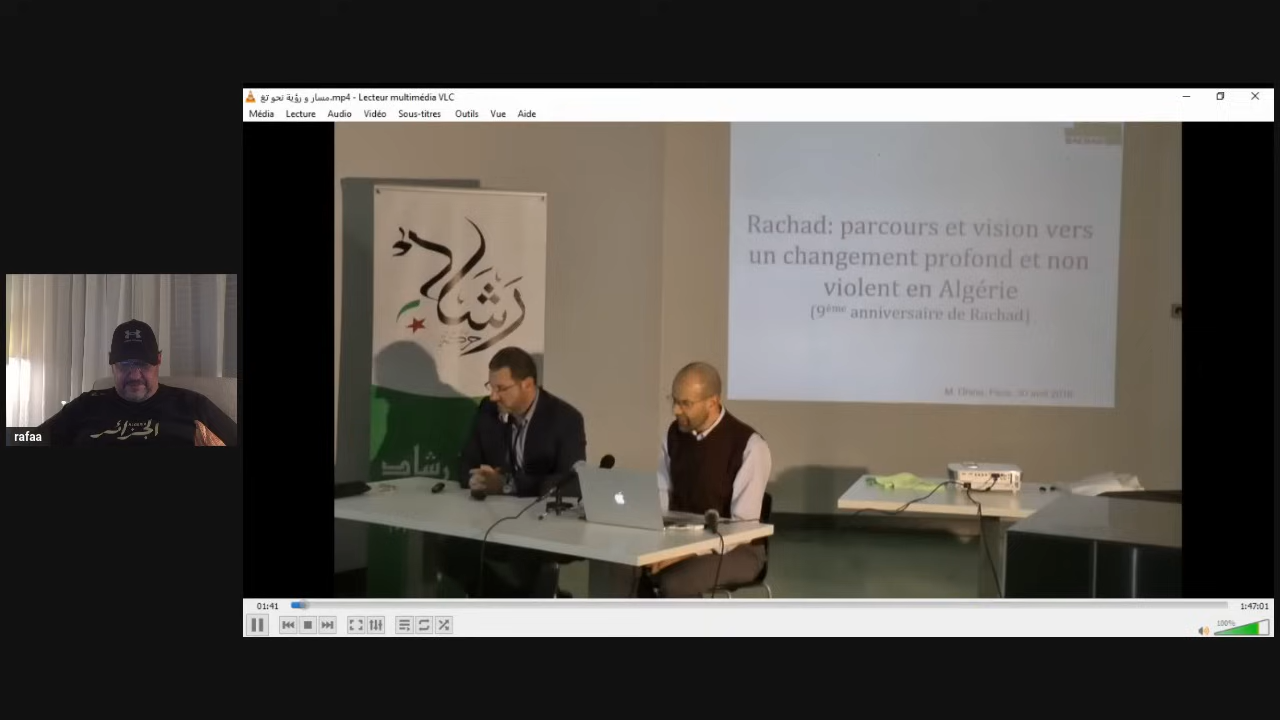 مسار و رؤية نحو تغ.mp4 - Lecteur multimédia VLC
Média Lecture Audio Vidéo Sous-titres Outils Vue Aide
Rachad: parcours et vision vers
un changement profond et non
violent en Algérie
(9ème anniversaire de Rachad)
رشاد
حركة
رشاد
rafaa
الجزائر
01:41
1:47:01
100%